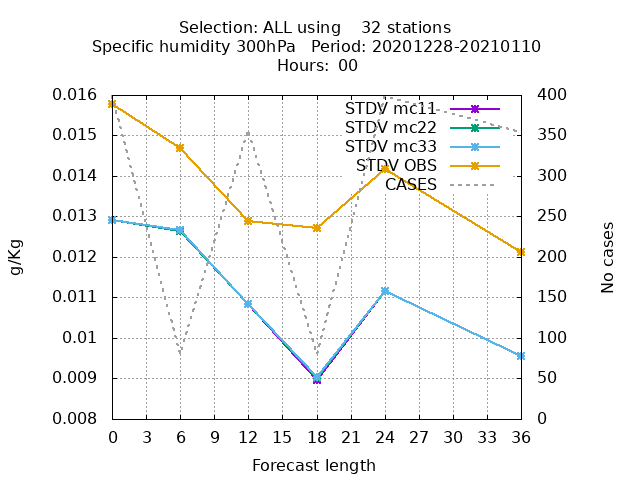 Selection: ALL using    32 stations
Specific humidity 300hPa   Period: 20201228-20210110
Hours:  00
STDV mc11
STDV mc22
STDV mc33
STDV OBS
CASES
0.016
0.015
0.014
0.013
0.012
0.011
0.01
0.009
0.008
g/Kg
400
350
300
250
200
150
100
50
0
No cases
0 3 6 9 12 15 18 21 24 27 30 33 36
Forecast length